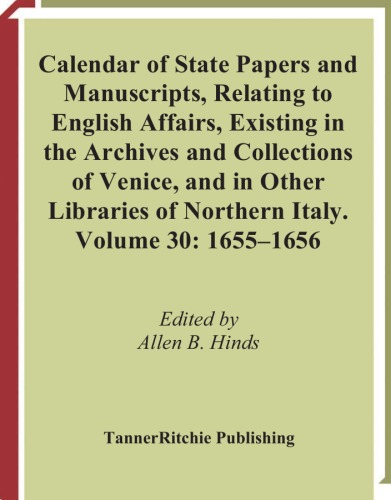 Calendar of State Papers and
Manuscripts, Relating to
English Affairs, Existing in
the Archives and Collections
of Venice, and in Other
Libraries of Northern Italy.
Volume 30: 1655–1656
Edited by
Allen B. Hinds
TannerRitchie Publishing